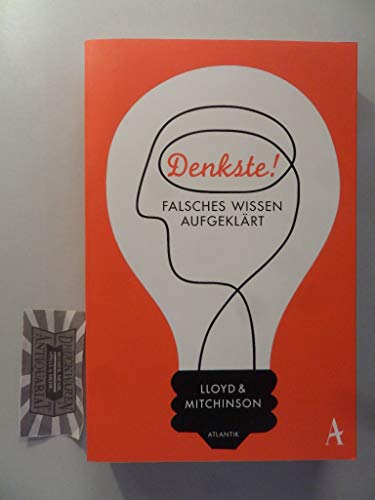 Denkste!
FALSCHES WISSEN
AUFGEKLÄRT
LLOYD &
MITCHINSON
ATLANTIK
A